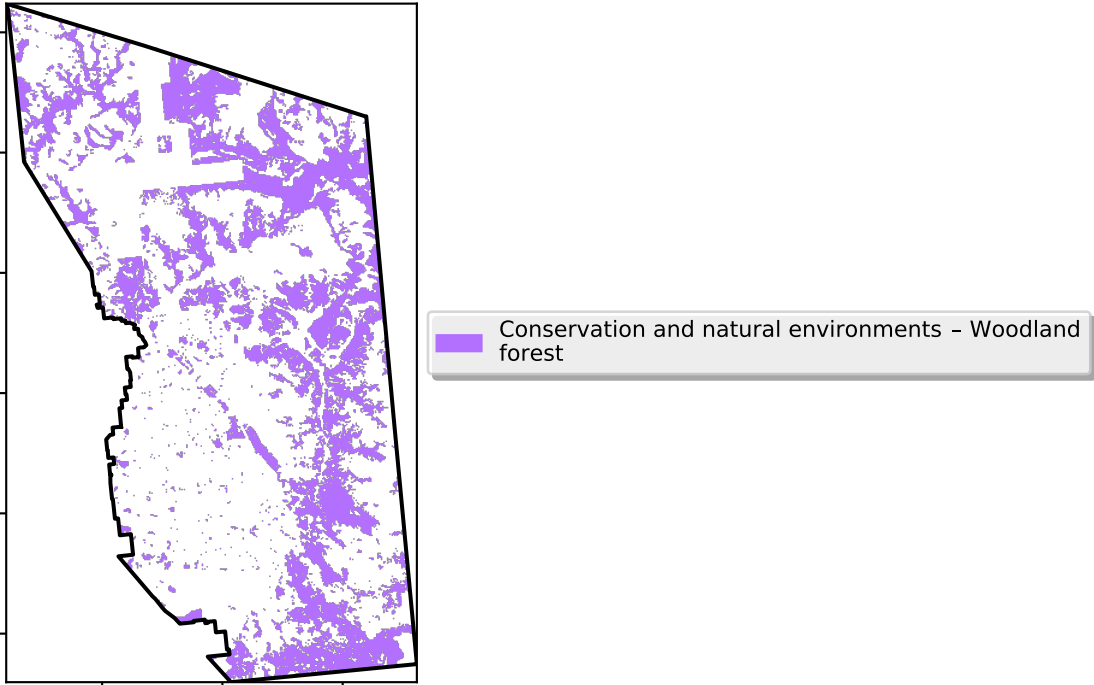 Conservation and natural environments – Woodland
forest